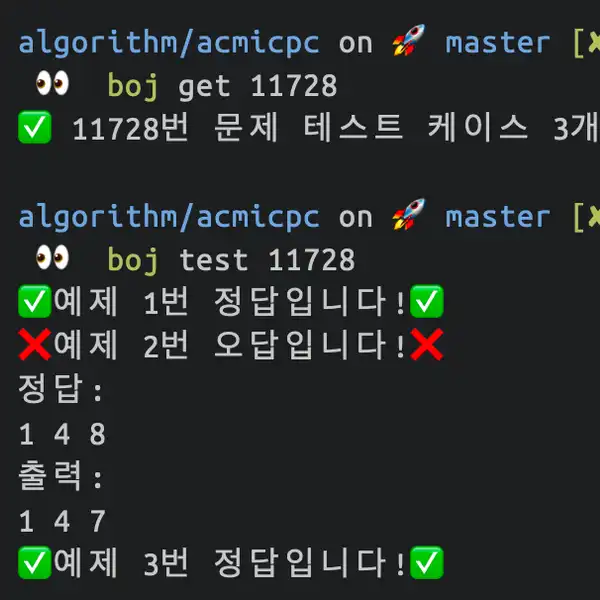 algorithm/acmicpc on 🚀 master [✘
👀 boj get 11728
✅ 11728번 문제 테스트 케이스 3개
algorithm/acmicpc on 🚀 master [✘
👀 boj test 11728
✅예제 1번 정답입니다!✅
❌예제 2번 오답입니다!❌
정답:
1 4 8
출력:
1 4 7
✅예제 3번 정답입니다!✅